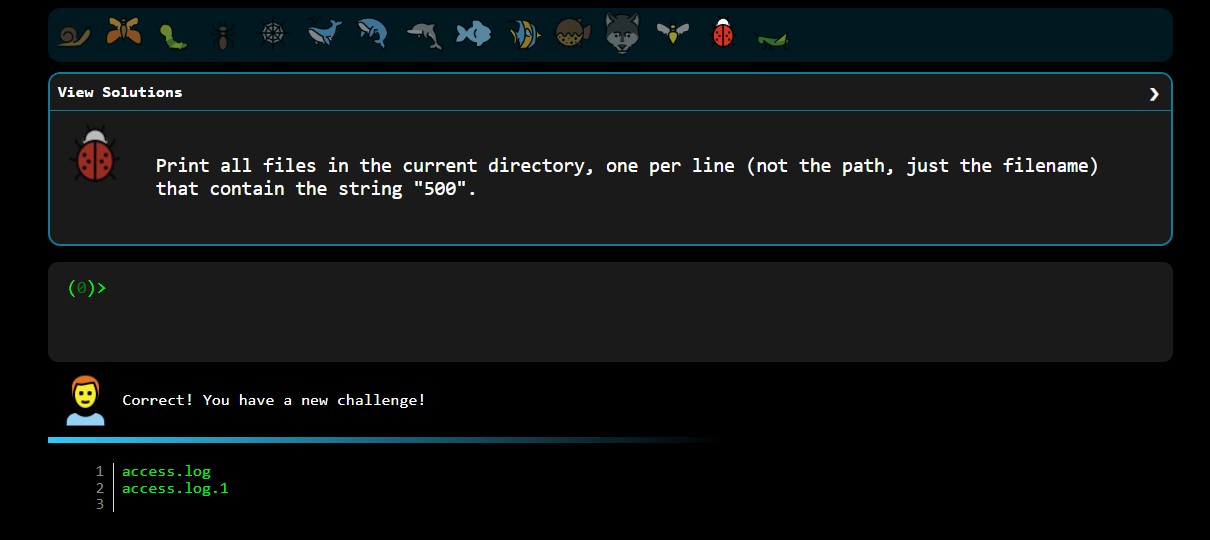 View Solutions ❯
Print all files in the current directory, one per line (not the path, just the filename)
that contain the string "500".
(0)>
Correct! You have a new challenge!
1 access.log
2 access.log.1
3